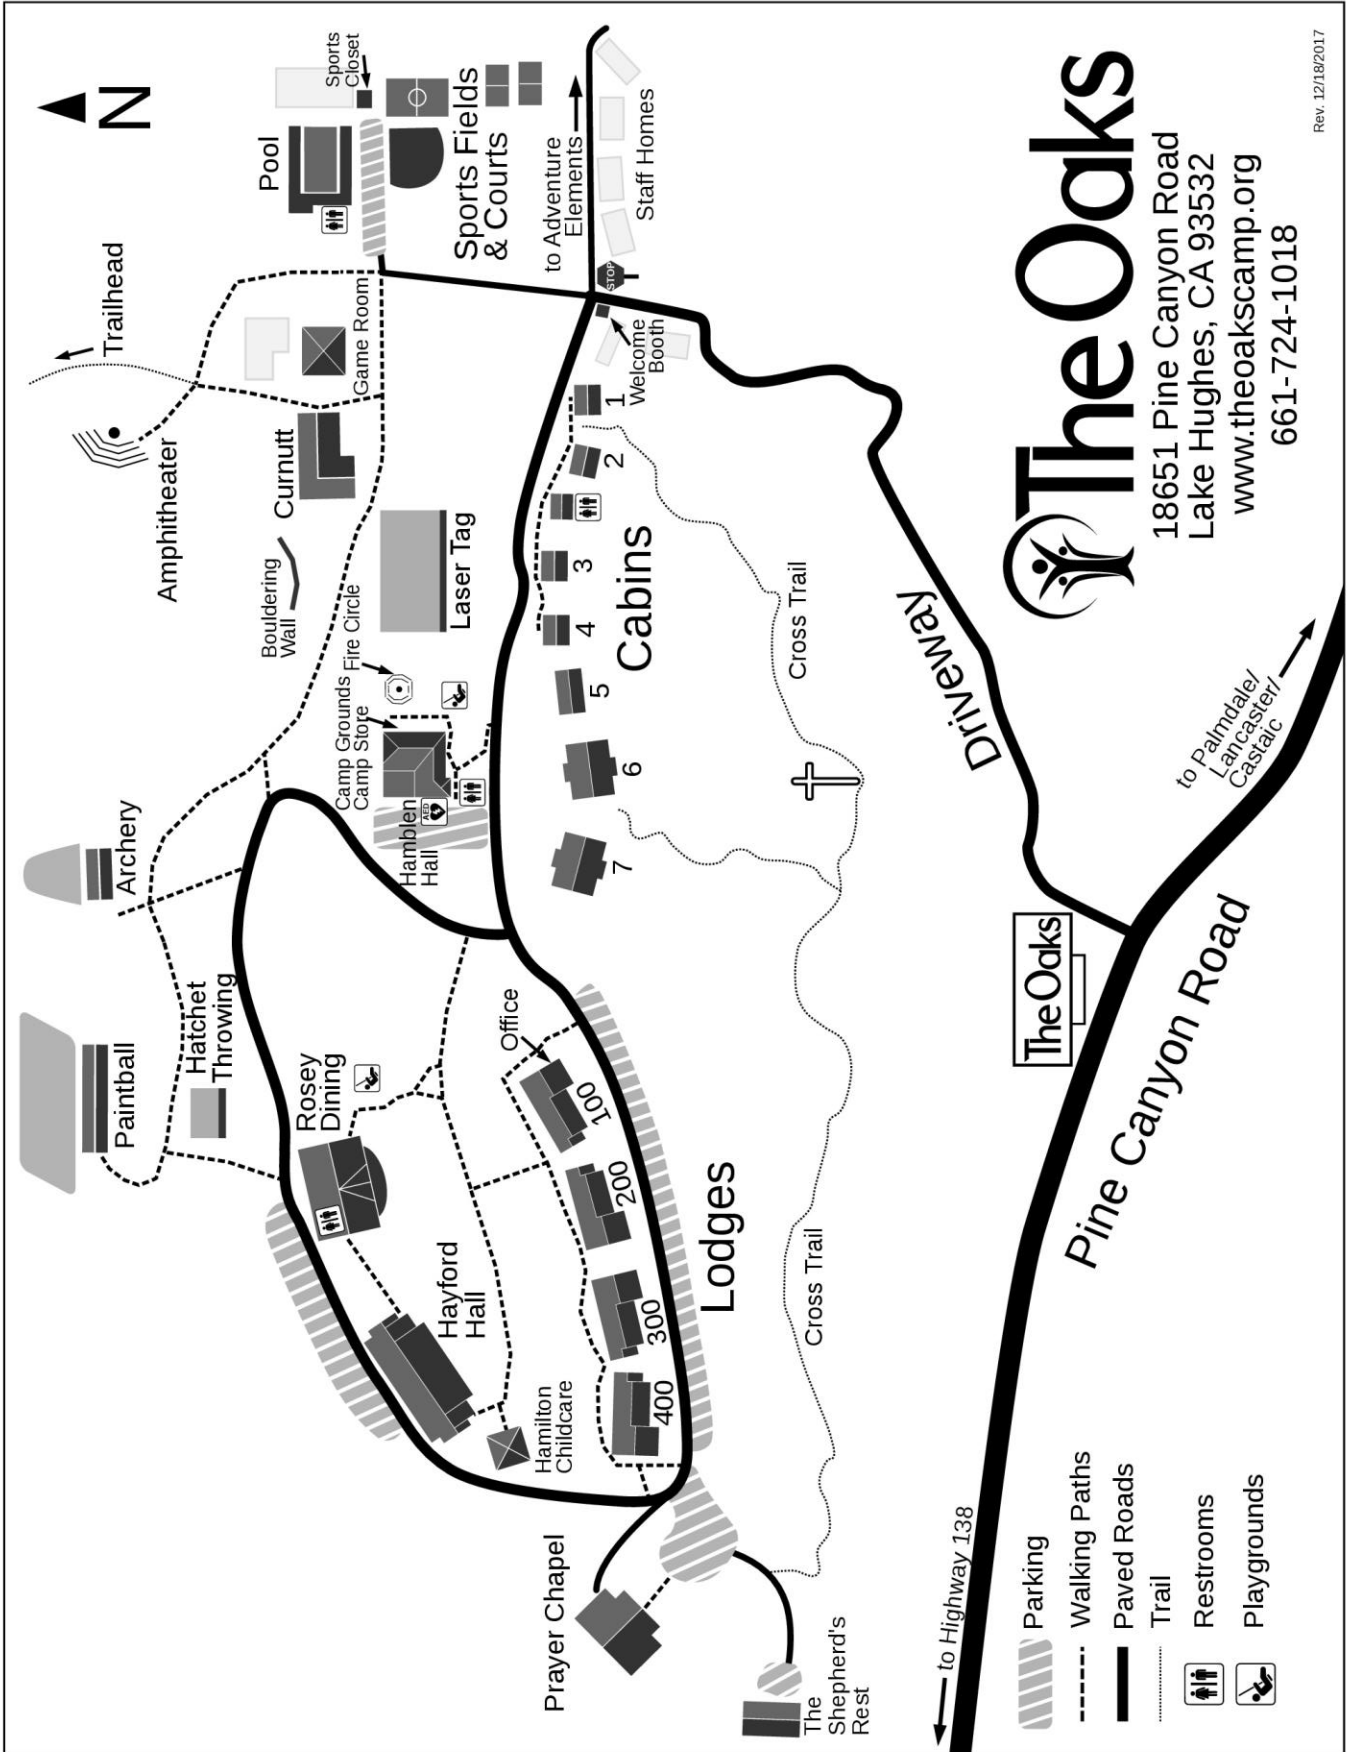 N
Trailhead
Amphitheater
Pool
Sports
Closet
Sports Fields
& Courts
Game Room
Curnutt
Bouldering
Wall
Laser Tag
Fire Circle
Camp Grounds
Camp Store
Hamblen
Hall
AED
Archery
Hatchet
Throwing
Paintball
Rosey
Dining
Hayford
Hall
Hamilton
Childcare
Office
100
200
300
400
Lodges
Prayer Chapel
The
Shepherd's
Rest
Cross Trail
Cross Trail
Cabins
1
2
3
4
5
6
7
Welcome
Booth
STOP
to Adventure
Elements
Staff Homes
Driveway
The Oaks
Pine Canyon Road
to Highway 138
to Palmdale/
Lancaster/
Castaic
Parking
Walking Paths
Paved Roads
Trail
Restrooms
Playgrounds
The Oaks
18651 Pine Canyon Road
Lake Hughes, CA 93532
www.theoakscamp.org
661-724-1018
Rev. 12/18/2017